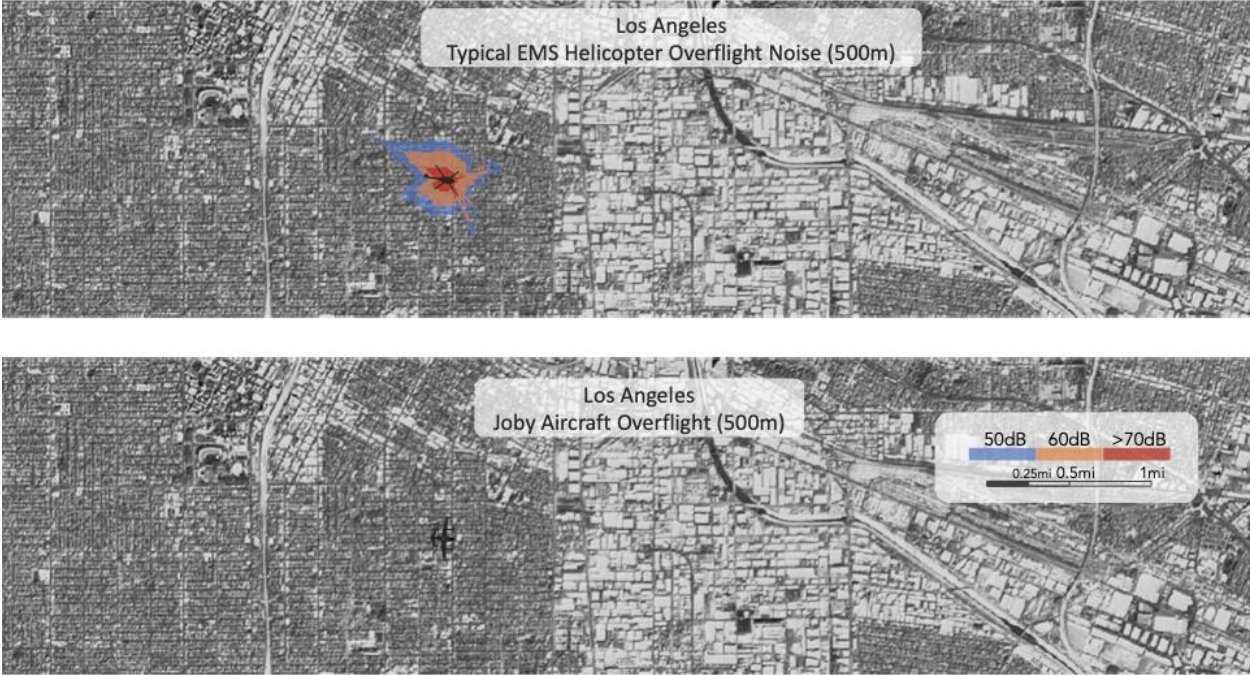 Los Angeles
Typical EMS Helicopter Overflight Noise (500m)
Los Angeles
Joby Aircraft Overflight (500m)
50dB 60dB >70dB
0.25mi 0.5mi 1mi